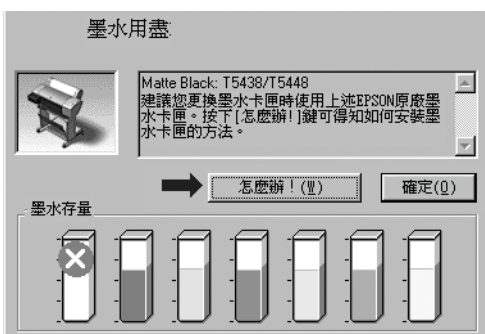 墨水用盡:
Matte Black: T5438/T5448
建議您更換墨水卡匣時使用上述EPSON原廠墨
水卡匣。按下[怎麼辦!]鍵可得知如何安裝墨
水卡匣的方法。
怎麼辦！(W)
確定(O)
墨水存量